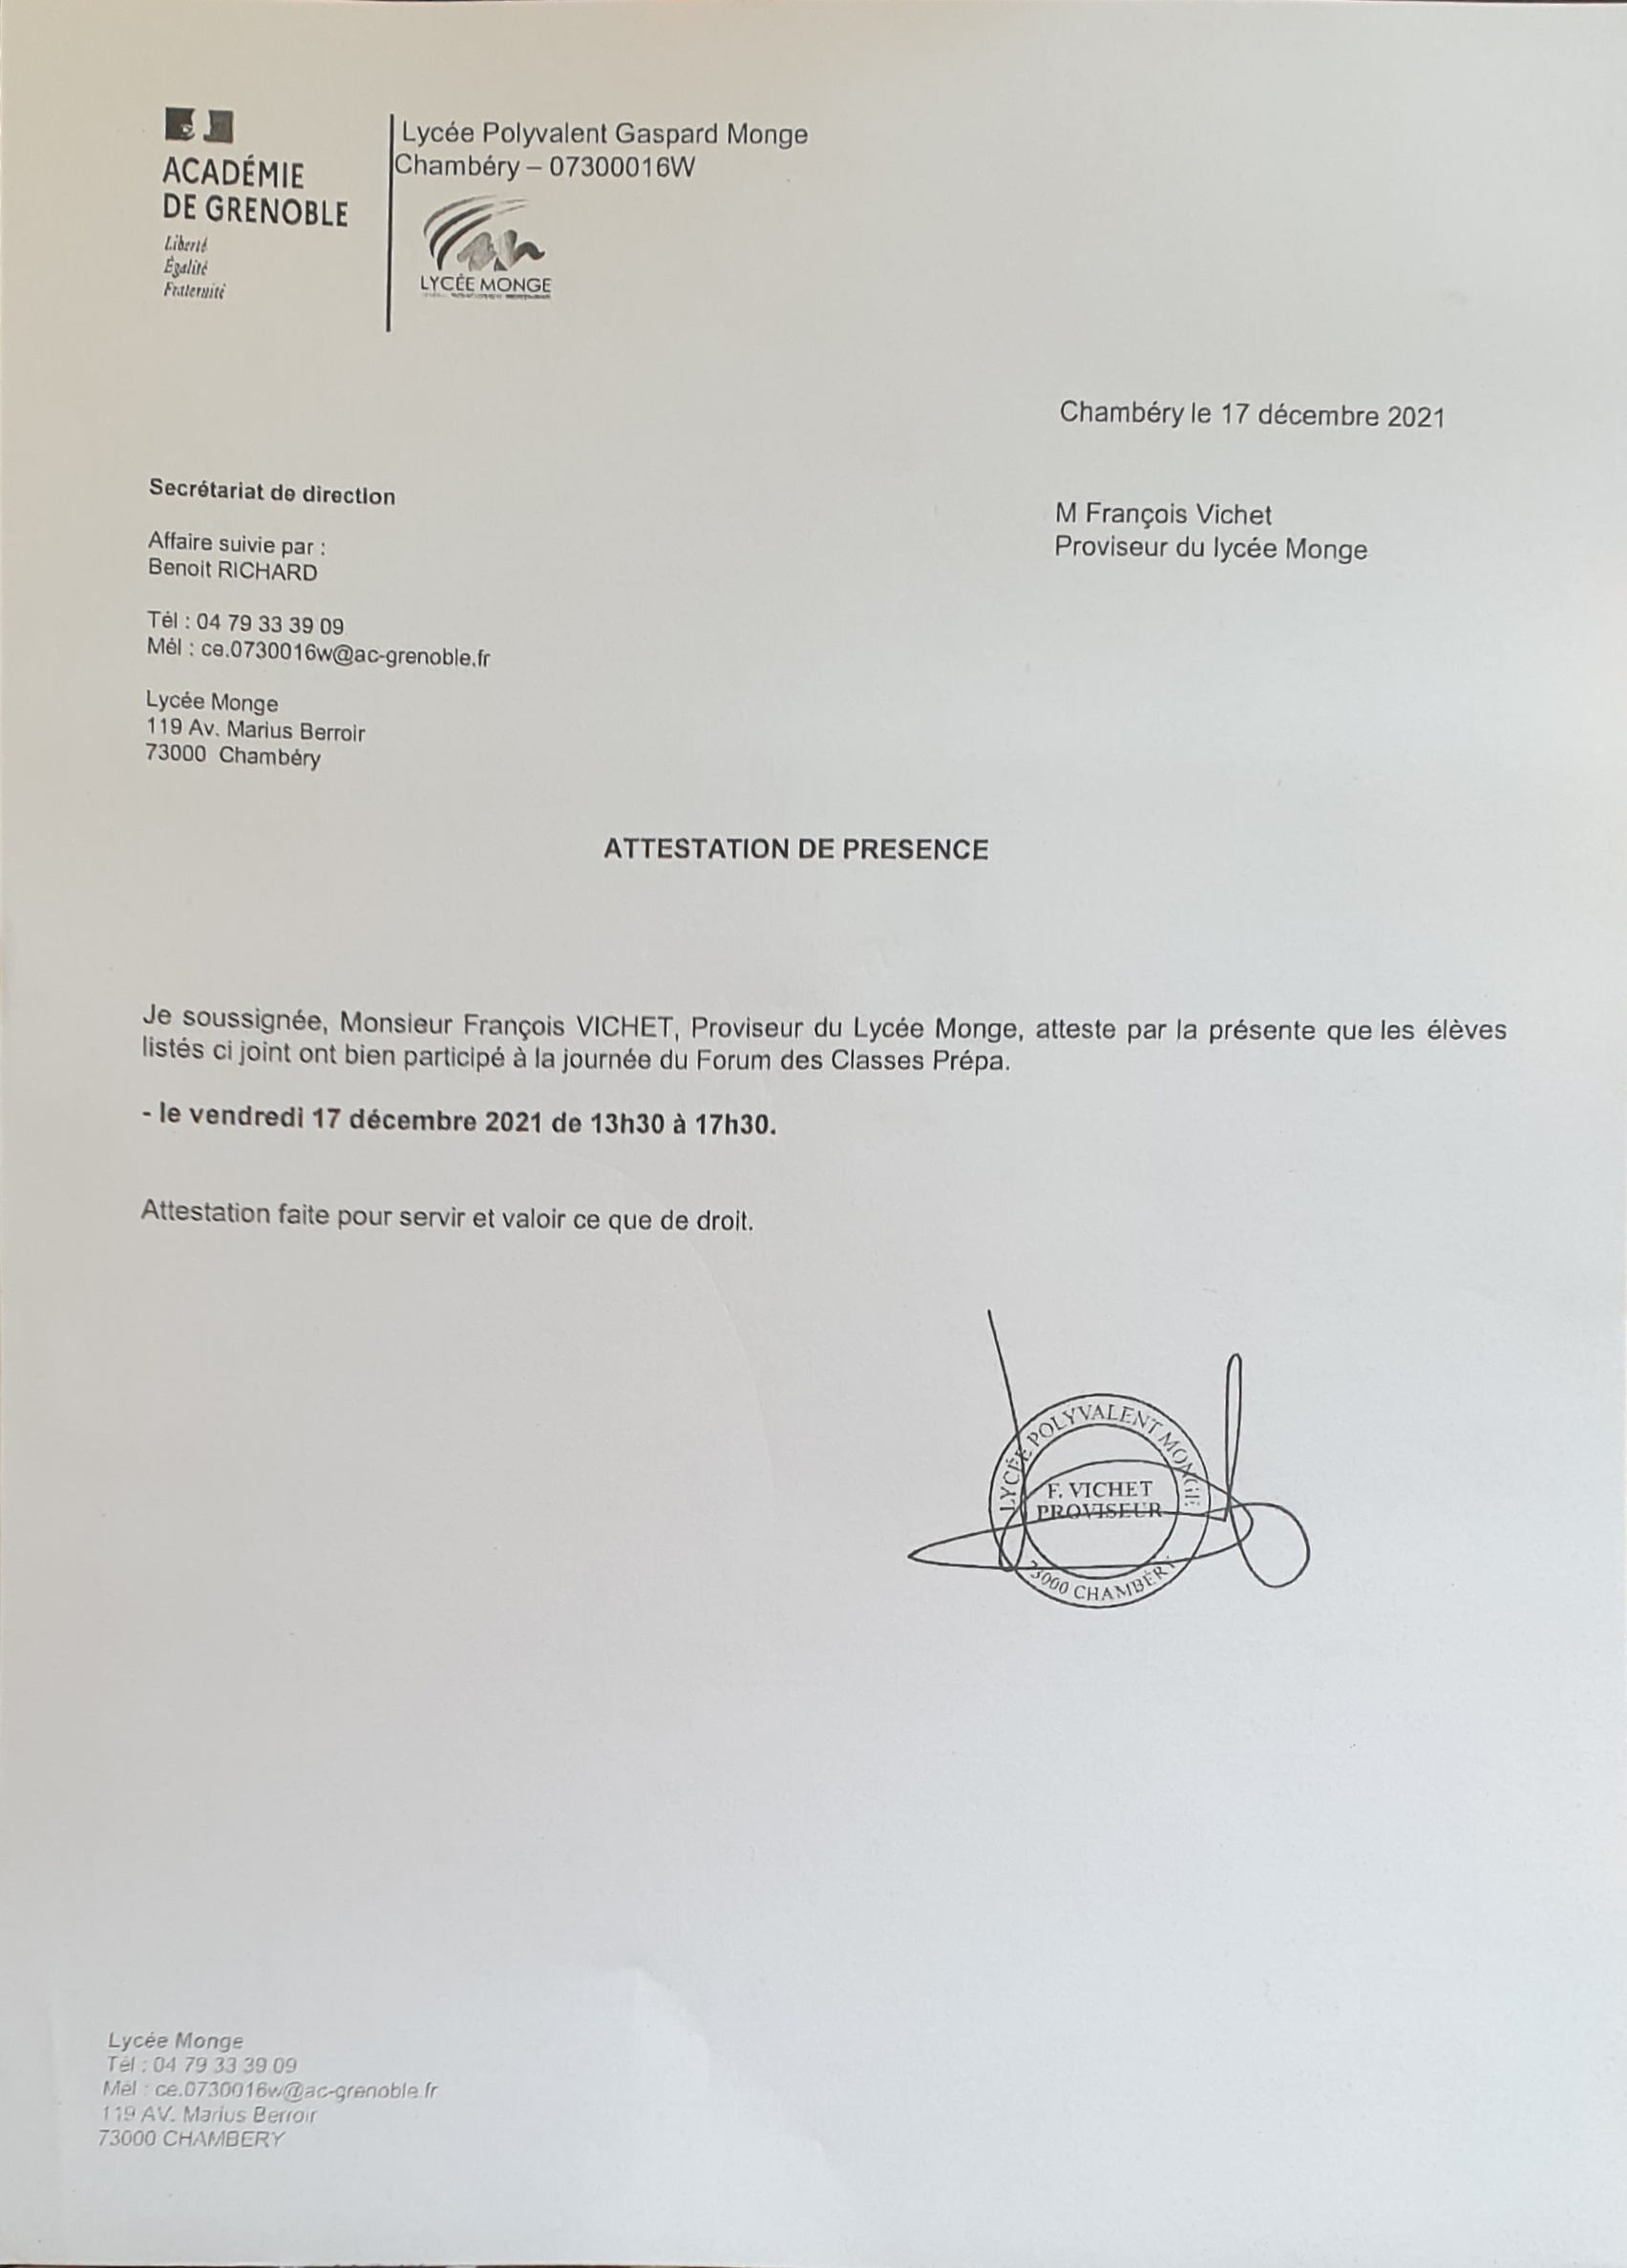 ACADÉMIE
DE GRENOBLE
Liberté
Égalité
Fraternité
Lycée Polyvalent Gaspard Monge
Chambéry – 07300016W
LYCÉE MONGE
Chambéry le 17 décembre 2021
Secrétariat de direction
Affaire suivie par :
Benoit RICHARD
Tél : 04 79 33 39 09
Mél : ce.0730016w@ac-grenoble.fr
Lycée Monge
119 Av. Marius Berroir
73000 Chambéry
M François Vichet
Proviseur du lycée Monge
ATTESTATION DE PRESENCE
Je soussignée, Monsieur François VICHET, Proviseur du Lycée Monge, atteste par la présente que les élèves
listés ci joint ont bien participé à la journée du Forum des Classes Prépa.
- le vendredi 17 décembre 2021 de 13h30 à 17h30.
Attestation faite pour servir et valoir ce que de droit.
LYCÉE POLYVALENT MONGE
F. VICHET
PROVISEUR
73000 CHAMBÉRY
Lycée Monge
Tél : 04 79 33 39 09
Mél : ce.0730016w@ac-grenoble.fr
119 AV. Marius Berroir
73000 CHAMBERY